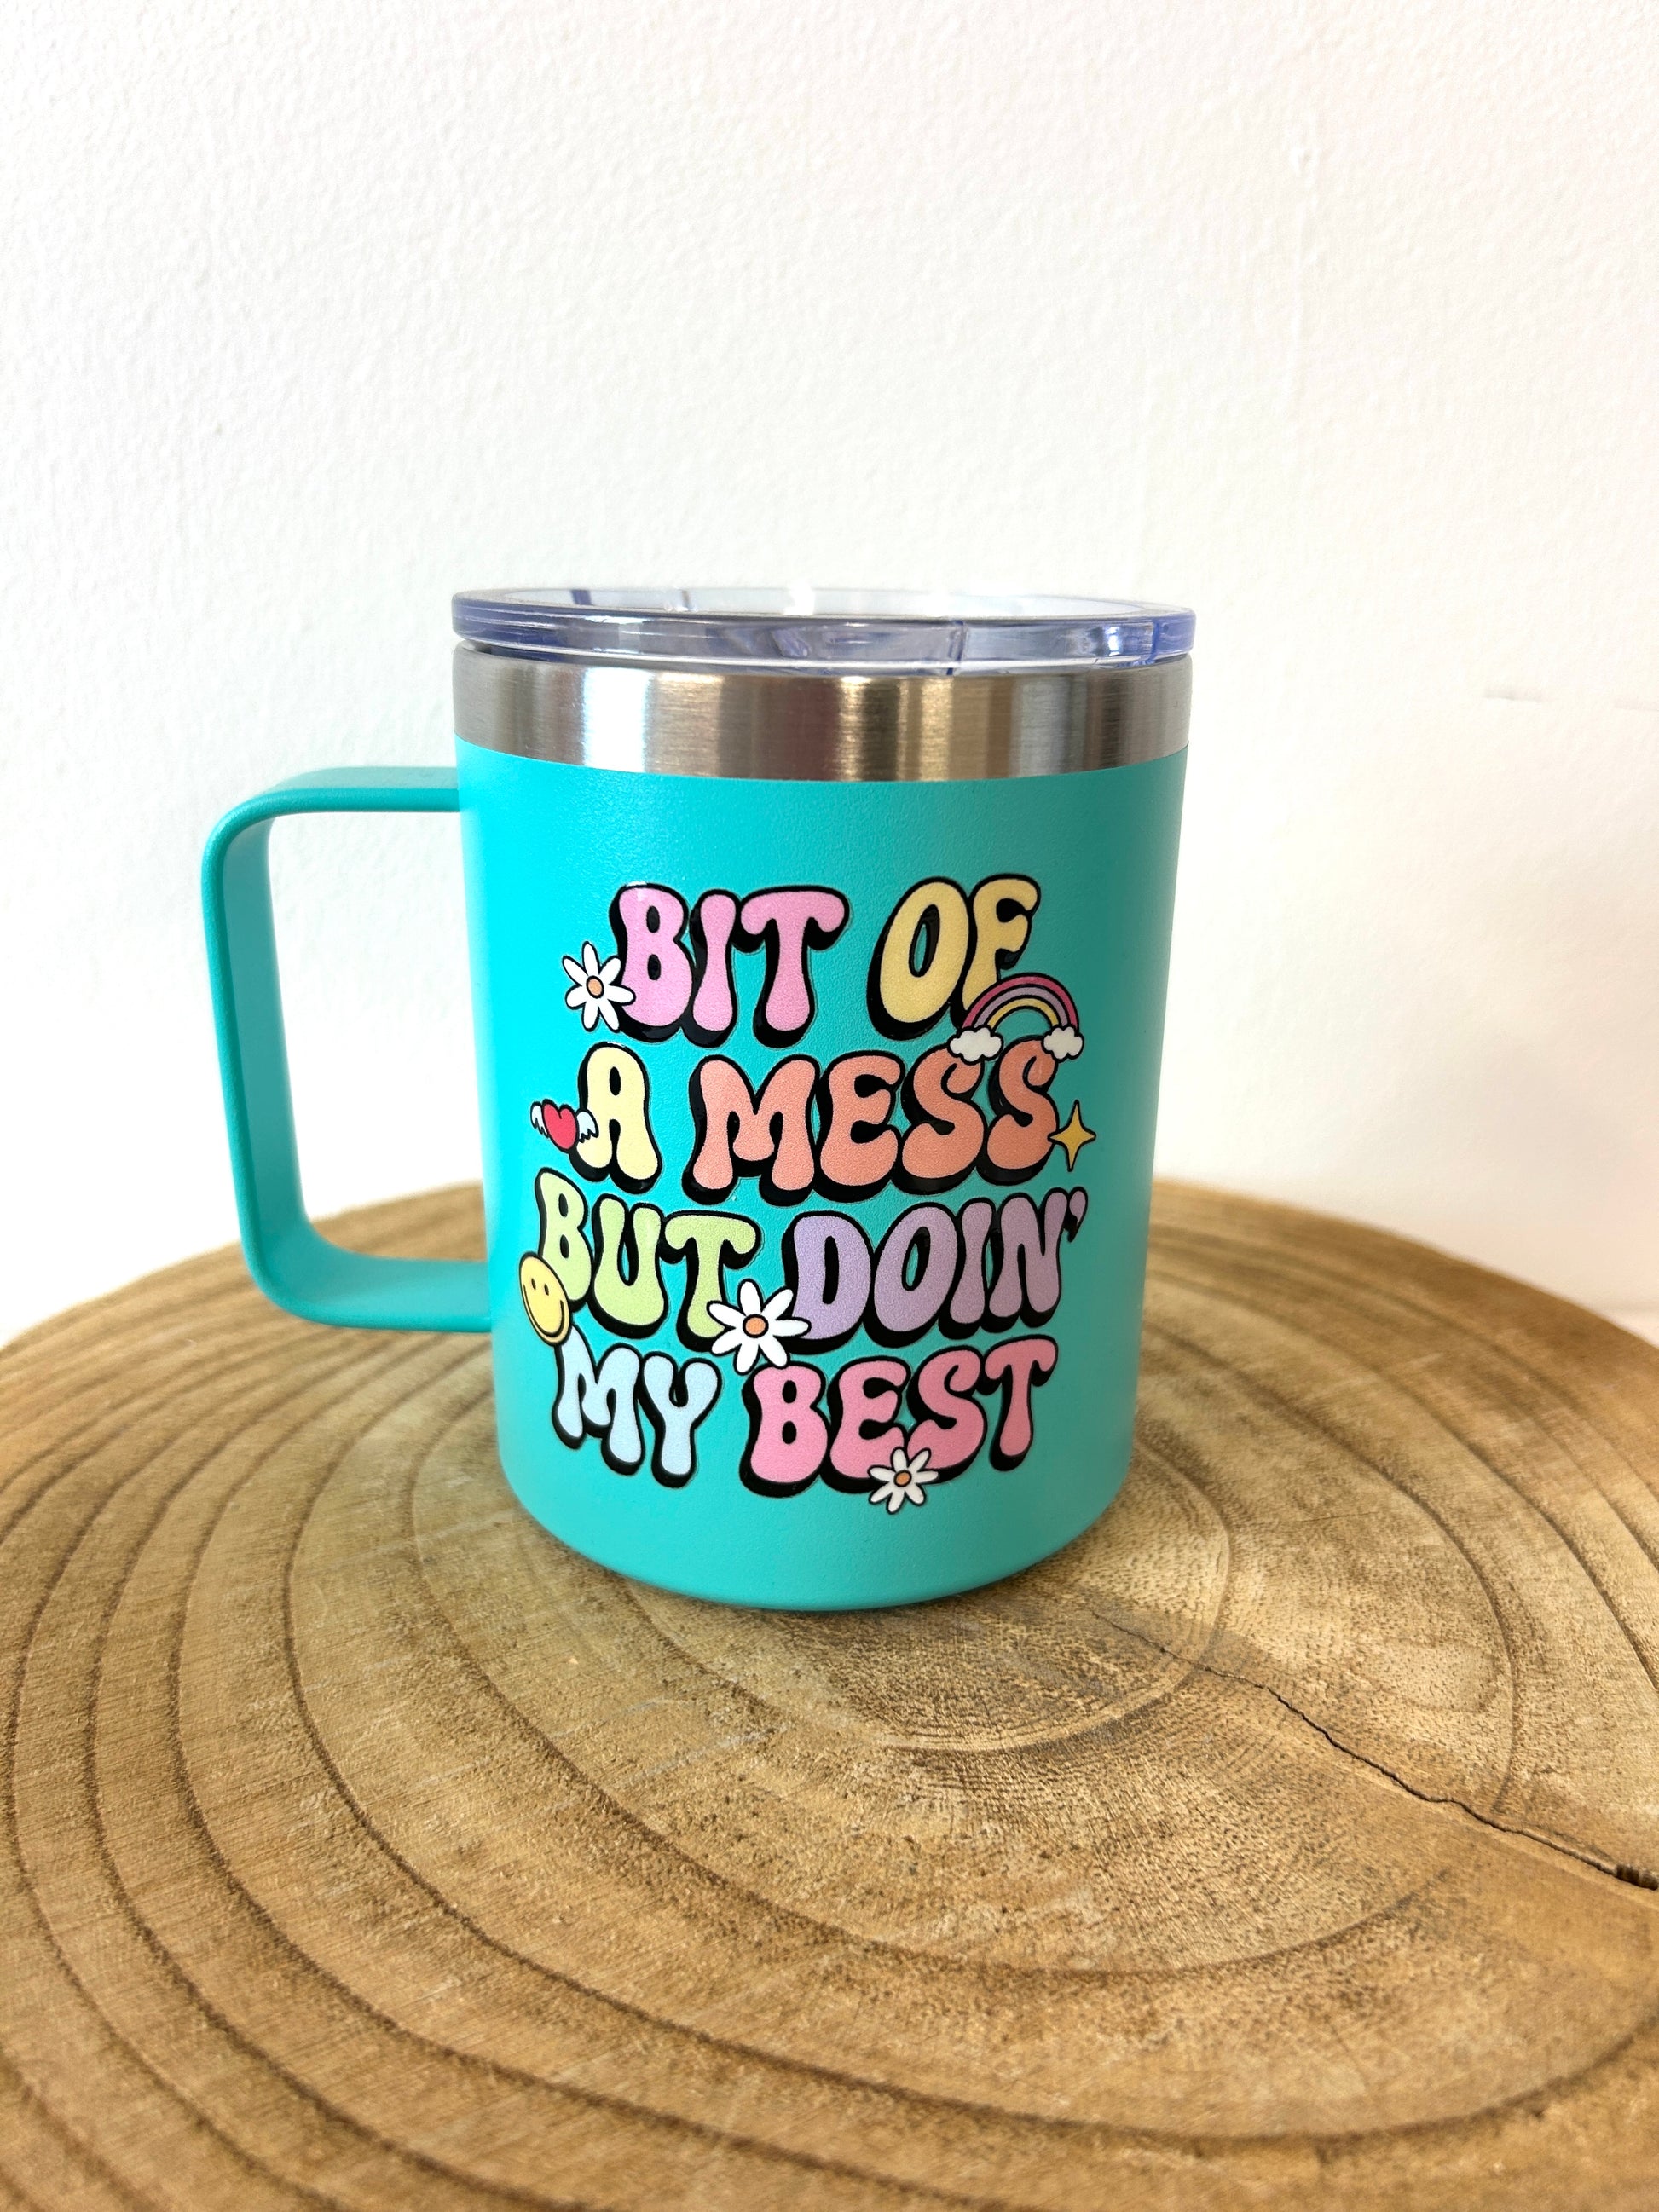 BIT OF
A MESS
BUT DOIN'
MY BEST